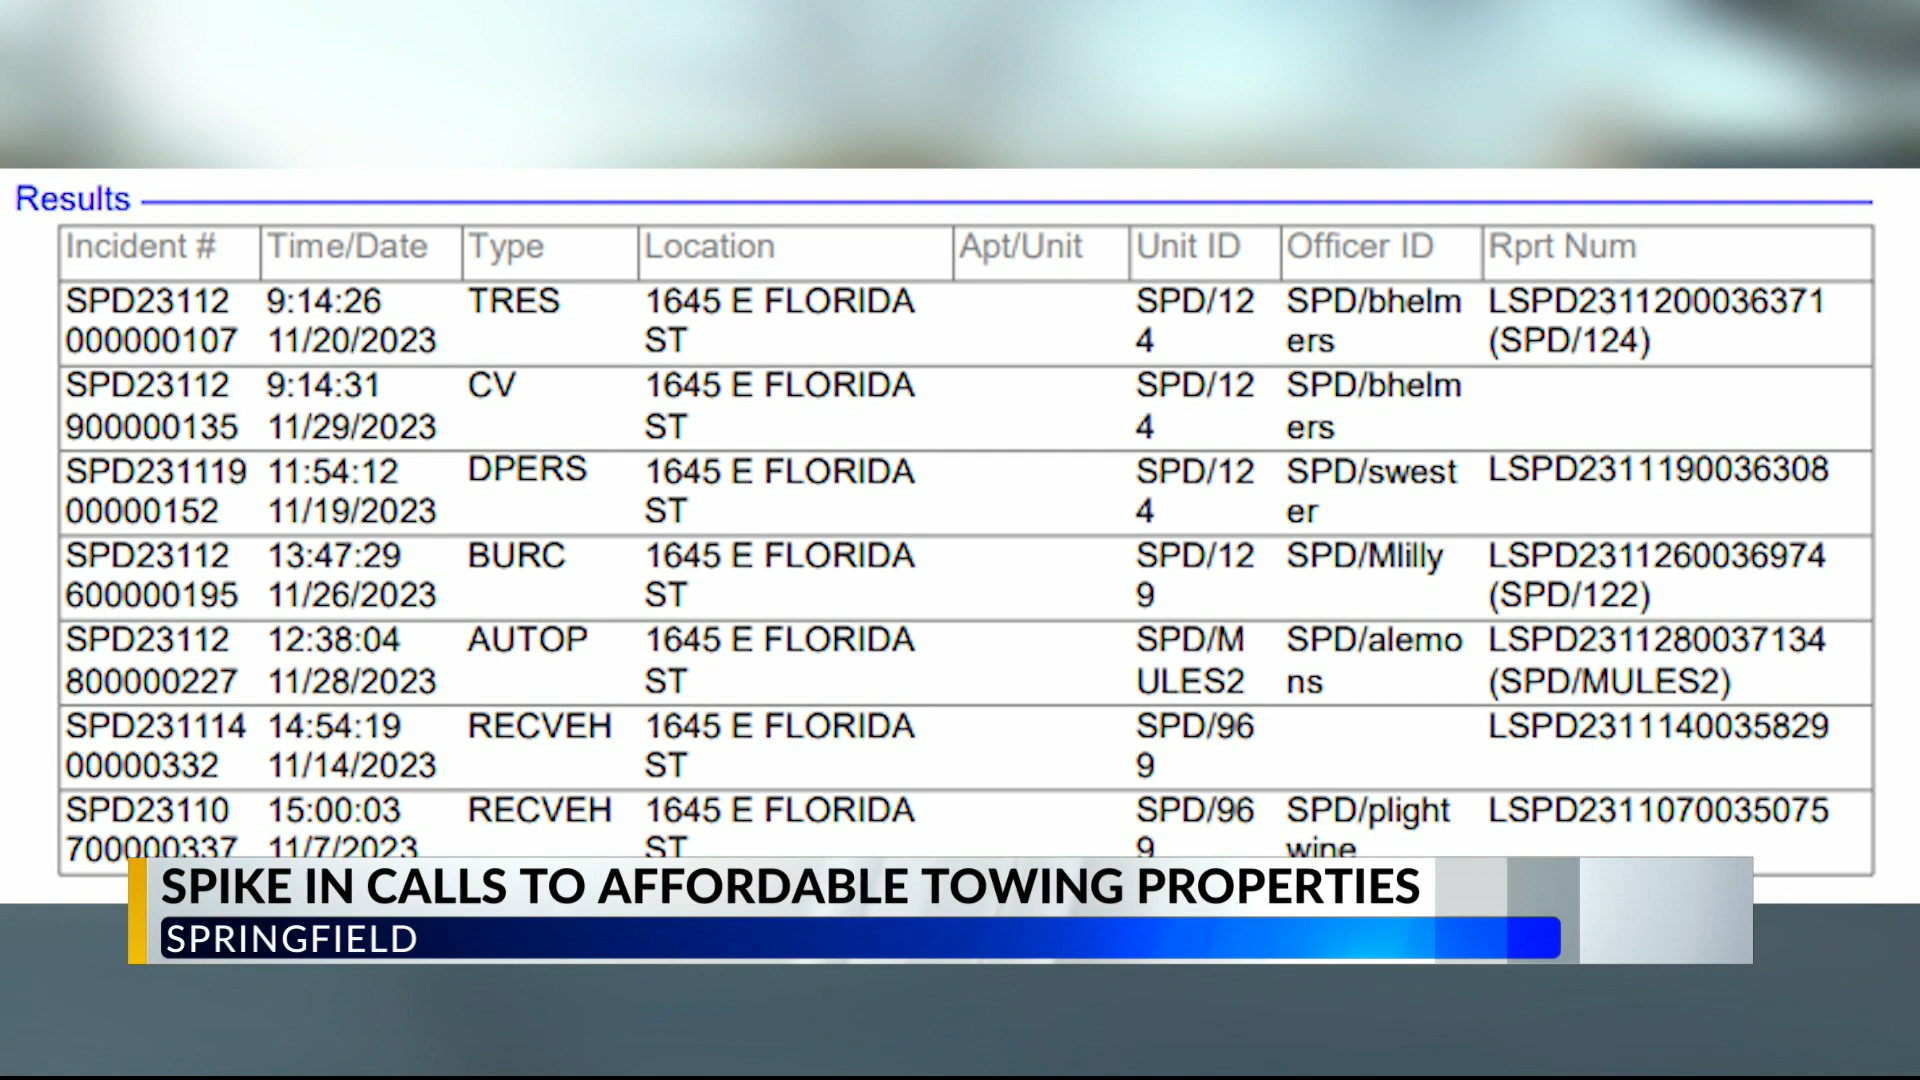 Results
Incident # Time/Date Type Location Apt/Unit Unit ID Officer ID Rprt Num
SPD23112 9:14:26 TRES 1645 E FLORIDA SPD/12 SPD/bhelm LSPD2311200036371
000000107 11/20/2023 ST 4 ers (SPD/124)
SPD23112 9:14:31 CV 1645 E FLORIDA SPD/12 SPD/bhelm
900000135 11/29/2023 ST 4 ers
SPD231119 11:54:12 DPERS 1645 E FLORIDA SPD/12 SPD/swest LSPD2311190036308
00000152 11/19/2023 ST 4 er
SPD23112 13:47:29 BURC 1645 E FLORIDA SPD/12 SPD/Mlilly LSPD2311260036974
600000195 11/26/2023 ST 9 (SPD/122)
SPD23112 12:38:04 AUTOP 1645 E FLORIDA SPD/M SPD/alemo LSPD2311280037134
800000227 11/28/2023 ST ULES2 ns (SPD/MULES2)
SPD231114 14:54:19 RECVEH 1645 E FLORIDA SPD/96 LSPD2311140035829
00000332 11/14/2023 ST 9
SPD23110 15:00:03 RECVEH 1645 E FLORIDA SPD/96 SPD/plight LSPD2311070035075
700000337 11/7/2023 ST 9 wine
SPIKE IN CALLS TO AFFORDABLE TOWING PROPERTIES
SPRINGFIELD